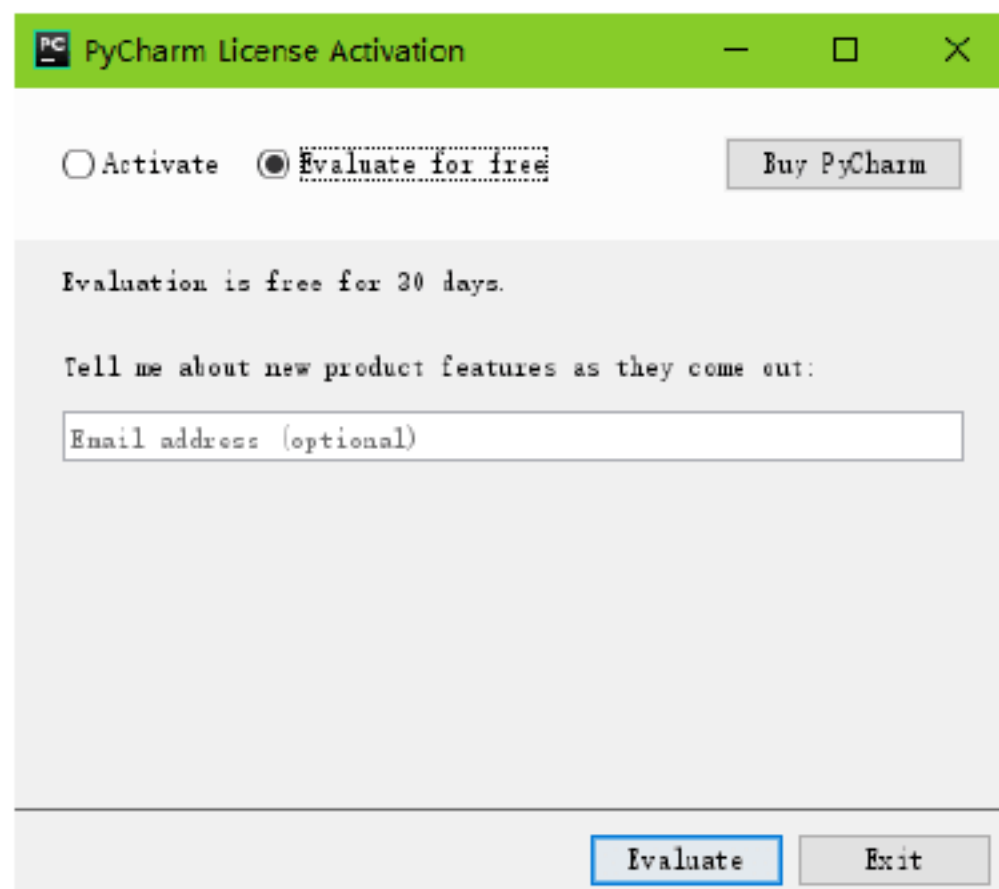 PC
PyCharm License Activation
Activate
Evaluate for free
Buy PyCharm
Evaluation is free for 30 days.
Tell me about new product features as they come out:
Email address (optional)
Evaluate
Exit